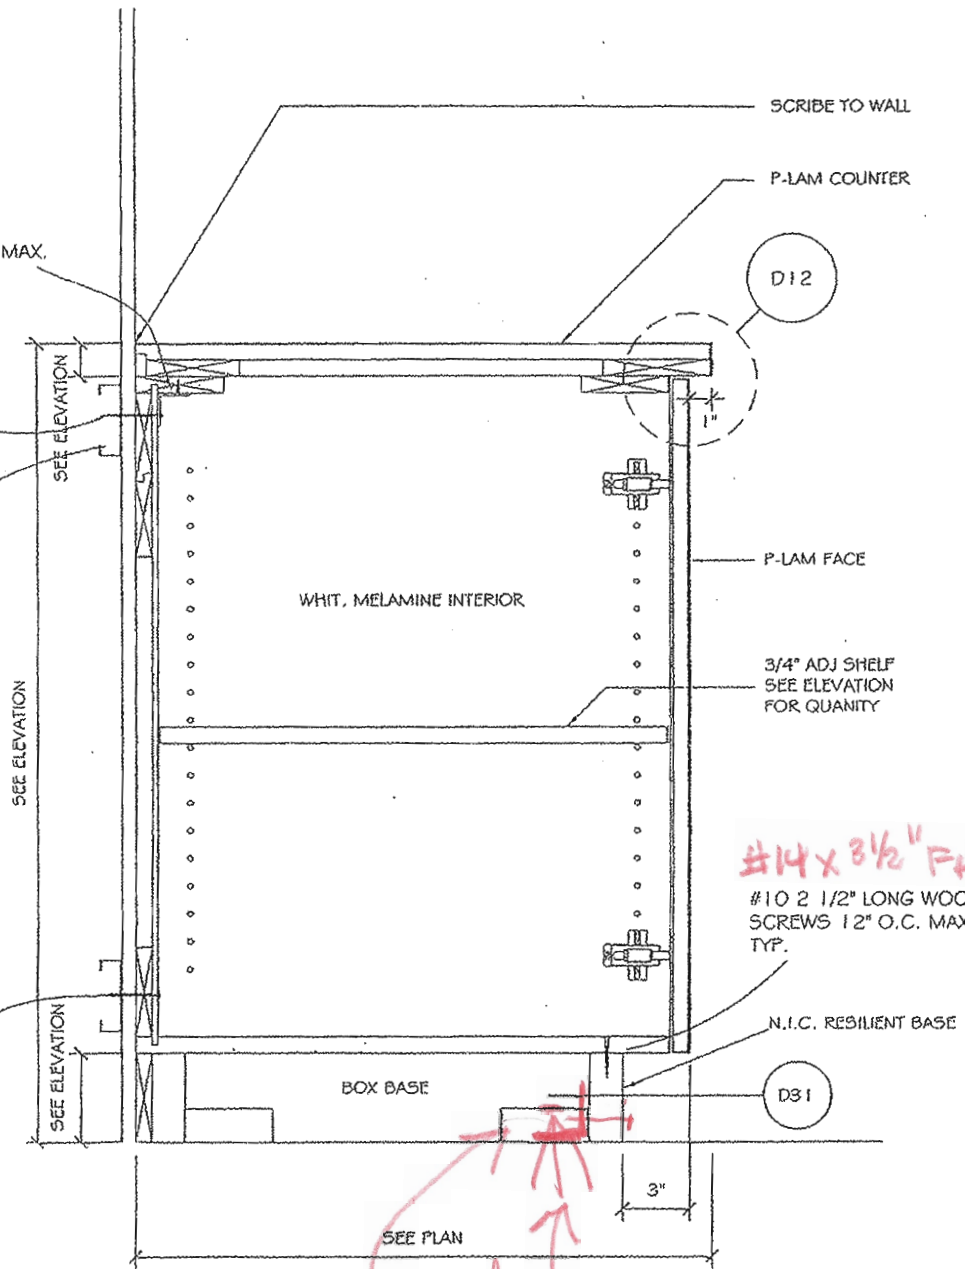 SCRIBE TO WALL
P-LAM COUNTER
MAX.
D12
SEE ELEVATION
1"
P-LAM FACE
WHIT. MELAMINE INTERIOR
3/4" ADJ SHELF
SEE ELEVATION
FOR QUANITY
SEE ELEVATION
#14 x 3 1/2"
#10 2 1/2" LONG WOO
SCREWS 12" O.C. MAX
TYP.
N.I.C. RESILIENT BASE
SEE ELEVATION
BOX BASE
D31
3"
SEE PLAN